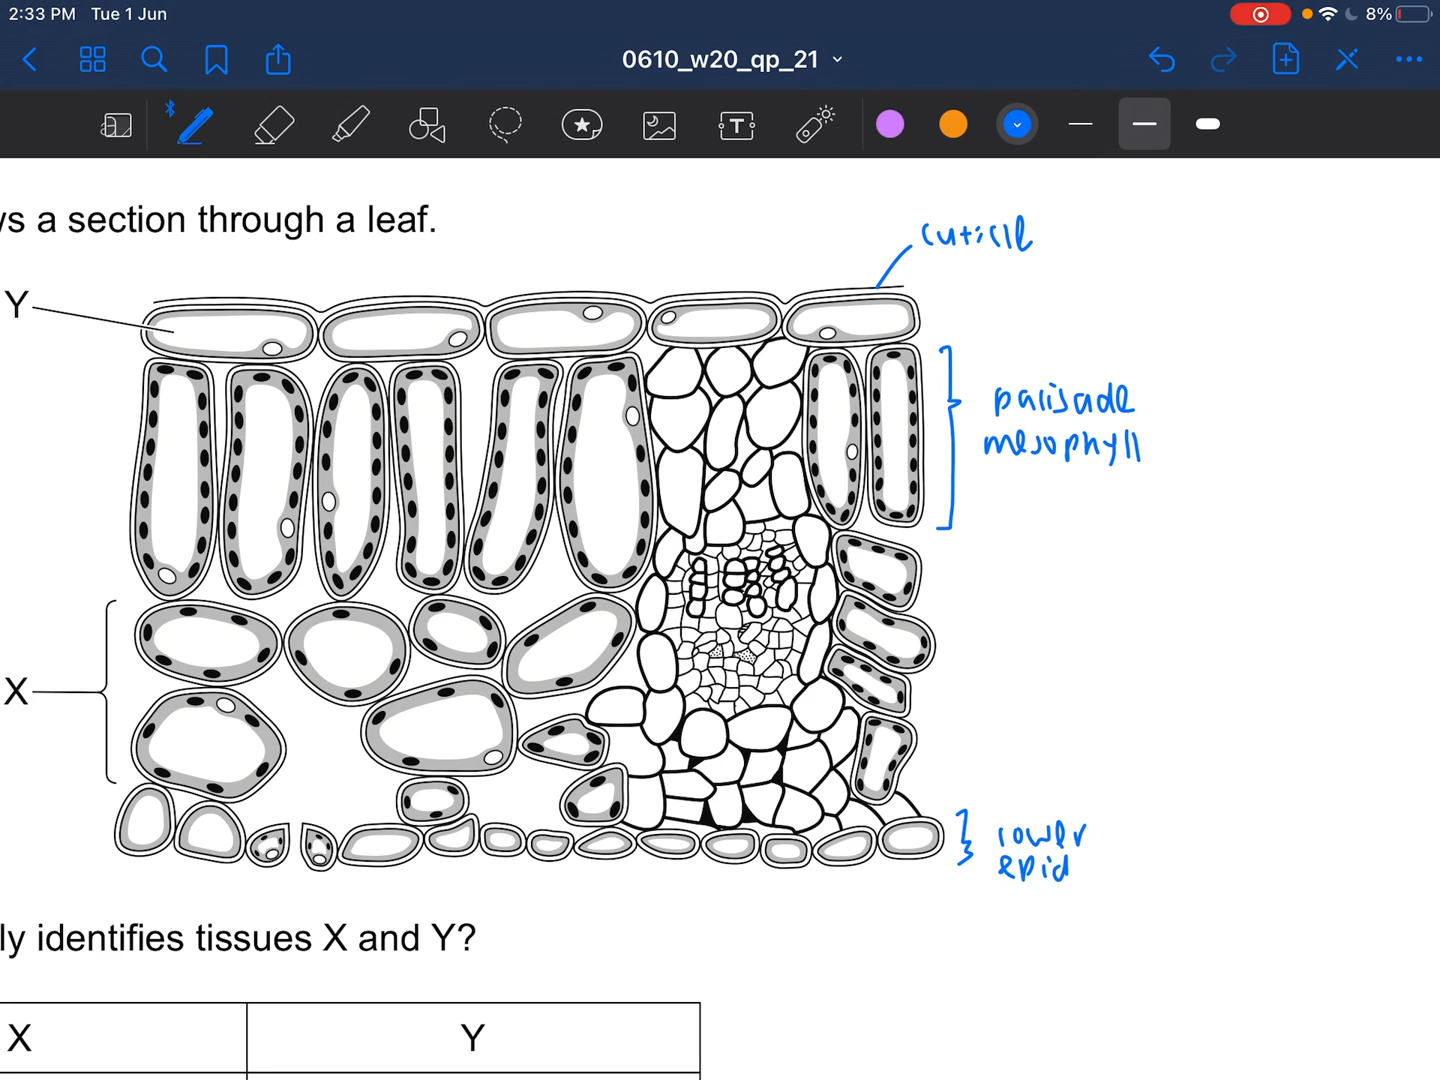 2:33 PM Tue 1 Jun
8%
0610_w20_qp_21
T
ws a section through a leaf.
cuticle
Y
palisade
mesophyll
X
lower
epid
ly identifies tissues X and Y?
X Y